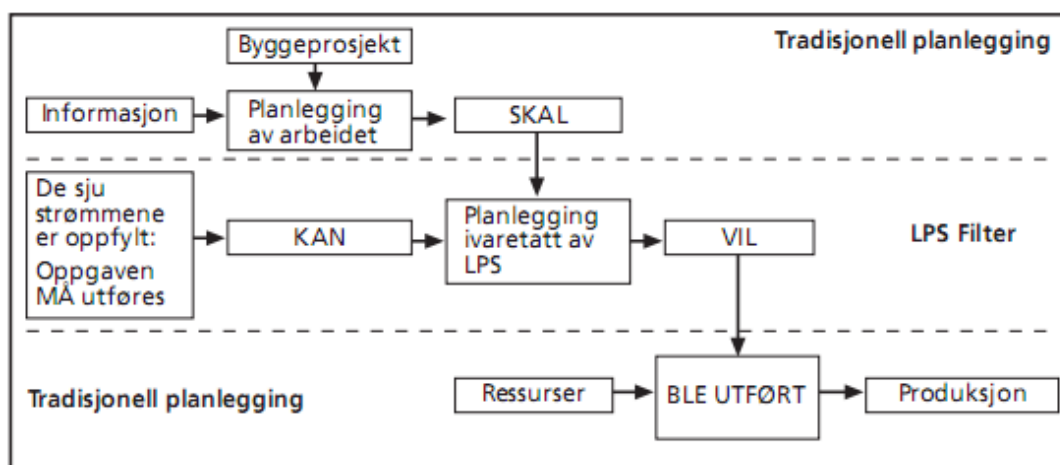 Byggeprosjekt
Tradisjonell planlegging
Informasjon
Planlegging
av arbeidet
SKAL
De sju
strømmene
er oppfylt:
Oppgaven
MÅ utføres
KAN
Planlegging
ivaretatt av
LPS
VIL
LPS Filter
Tradisjonell planlegging
Ressurser
BLE UTFØRT
Produksjon